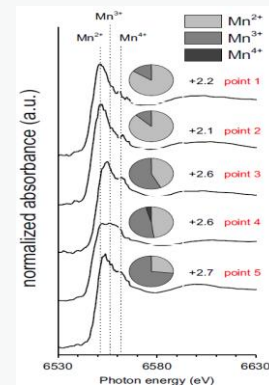 Mn³⁺
Mn²⁺
Mn⁴⁺
Mn²⁺
Mn³⁺
Mn⁴⁺
+2.2 point 1
+2.1 point 2
+2.6 point 3
+2.6 point 4
+2.7 point 5
normalized absorbance (a.u.)
6530 6580 6630
Photon energy (eV)